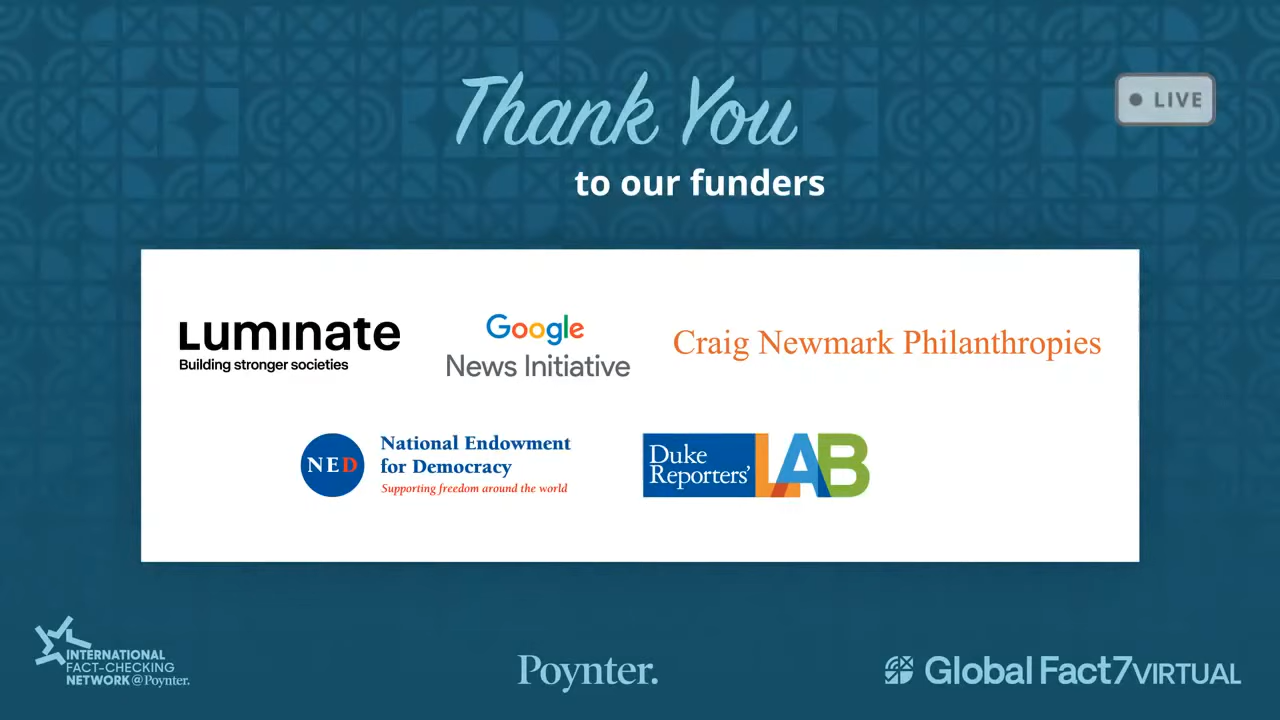 Thank You
• LIVE
to our funders
Luminate
Building stronger societies
Google
News Initiative
Craig Newmark Philanthropies
NED
National Endowment
for Democracy
Supporting freedom around the world
Duke
Reporters'
LAB
INTERNATIONAL
FACT-CHECKING
NETWORK@Poynter.
Poynter.
Global Fact7VIRTUAL